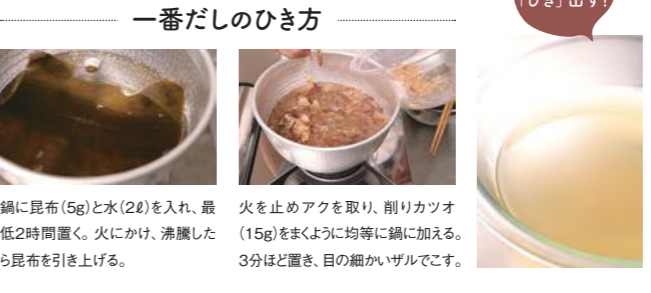 「ひき」出す!
一番だしのひき方
鍋に昆布(5g)と水(2ℓ)を入れ、最
低2時間置く。火にかけ、沸騰した
ら昆布を引き上げる。
火を止めアクを取り、削りカツオ
(15g)をまくように均等に鍋に加える。
3分ほど置き、目の細かいザルでこす。